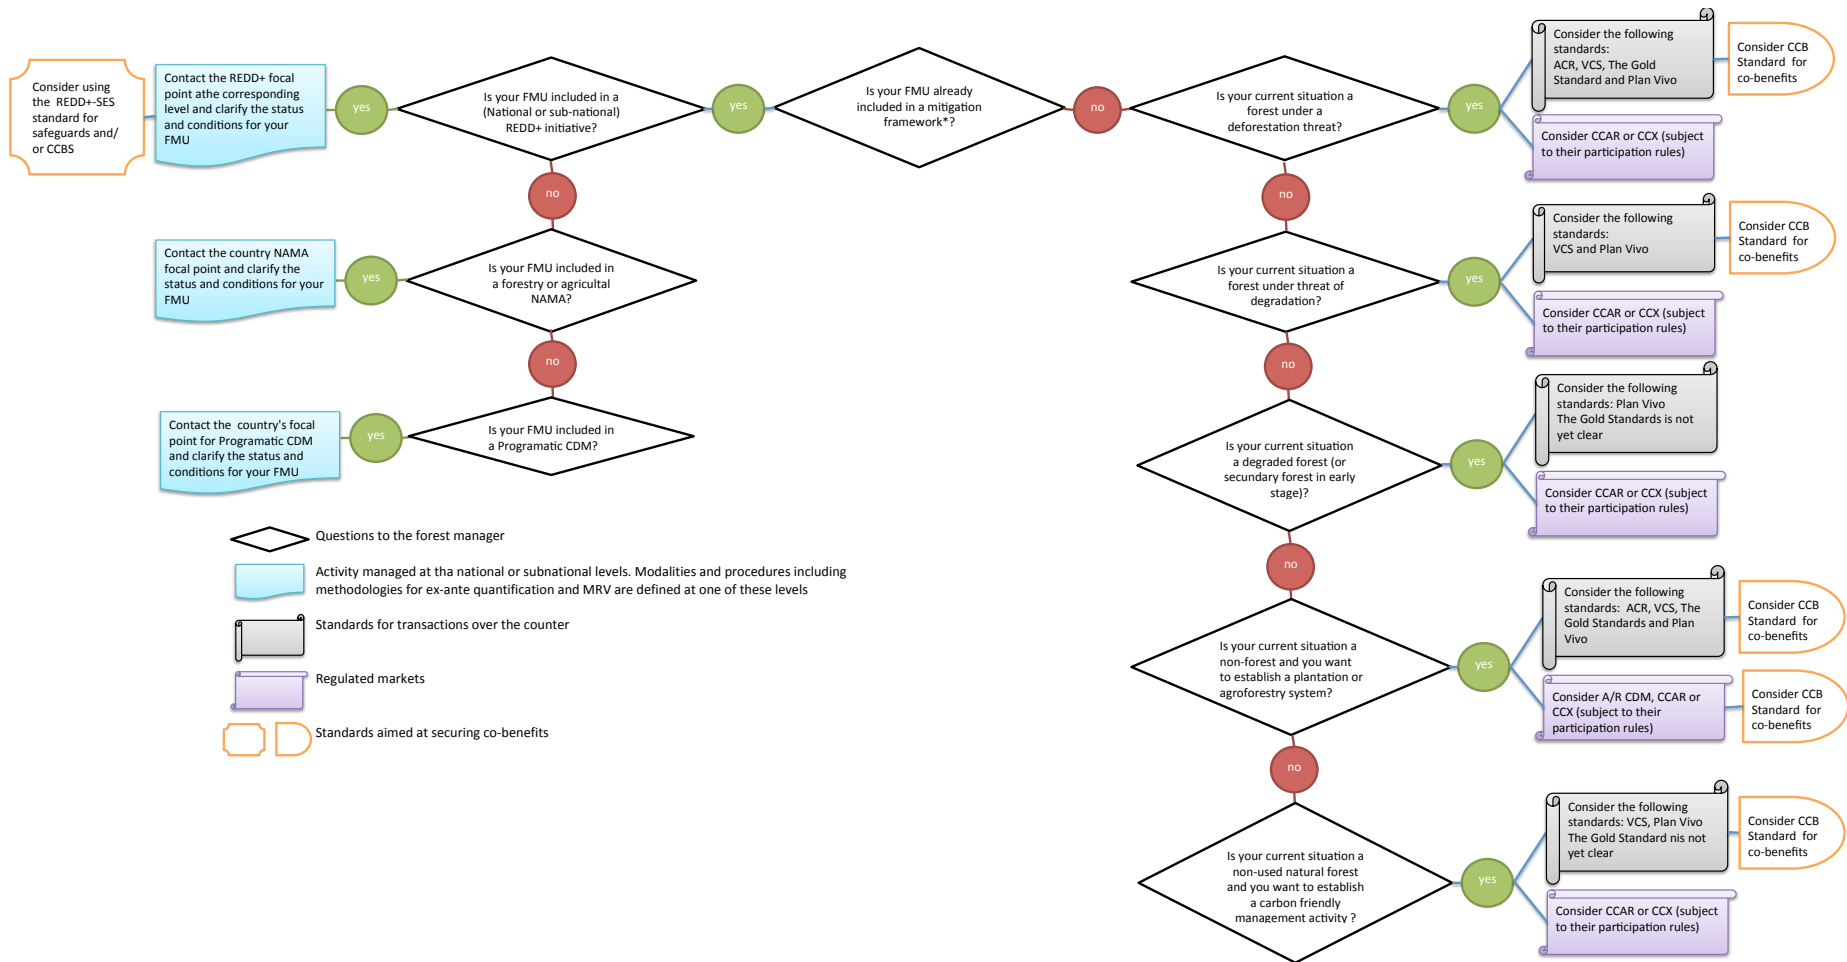 Consider using
the REDD+-SES
standard for
safeguards and/
or CCBS
Contact the REDD+ focal
point athe corresponding
level and clarify the status
and conditions for your
FMU
yes
Is your FMU included in a
(National or sub-national)
REDD+ initiative?
yes
Is your FMU already
included in a mitigation
framework*?
no
Is your current situation a
forest under a
deforestation threat?
yes
Consider the following
standards:
ACR, VCS, The Gold
Standard and Plan Vivo
Consider CCB
Standard for
co-benefits
Consider CCAR or CCX (subject
to their participation rules)
no
no
Contact the country NAMA
focal point and clarify the
status and conditions for your
FMU
yes
Is your FMU included in
a forestry or agricultal
NAMA?
Is your current situation a
forest under threat of
degradation?
yes
Consider the following
standards:
VCS and Plan Vivo
Consider CCB
Standard for
co-benefits
Consider CCAR or CCX (subject
to their participation rules)
no
no
Contact the country's focal
point for Programatic CDM
and clarify the status and
conditions for your FMU
yes
Is your FMU included in
a Programatic CDM?
Is your current situation
a degraded forest (or
secundary forest in early
stage)?
yes
Consider the following
standards: Plan Vivo
The Gold Standards is not
yet clear
Consider CCAR or CCX (subject
to their participation rules)
Questions to the forest manager
Activity managed at tha national or subnational levels. Modalities and procedures including
methodologies for ex-ante quantification and MRV are defined at one of these levels
Standards for transactions over the counter
Regulated markets
Standards aimed at securing co-benefits
no
Is your current situation a
non-forest and you want
to establish a plantation or
agroforestry system?
yes
Consider the following
standards: ACR, VCS, The
Gold Standards and Plan
Vivo
Consider CCB
Standard for
co-benefits
Consider A/R CDM, CCAR or
CCX (subject to their
participation rules)
Consider CCB
Standard for
co-benefits
no
Is your current situation a
non-used natural forest
and you want to establish
a carbon friendly
management activity ?
yes
Consider the following
standards: VCS, Plan Vivo
The Gold Standard nis not
yet clear
Consider CCB
Standard for
co-benefits
Consider CCAR or CCX (subject
to their participation rules)